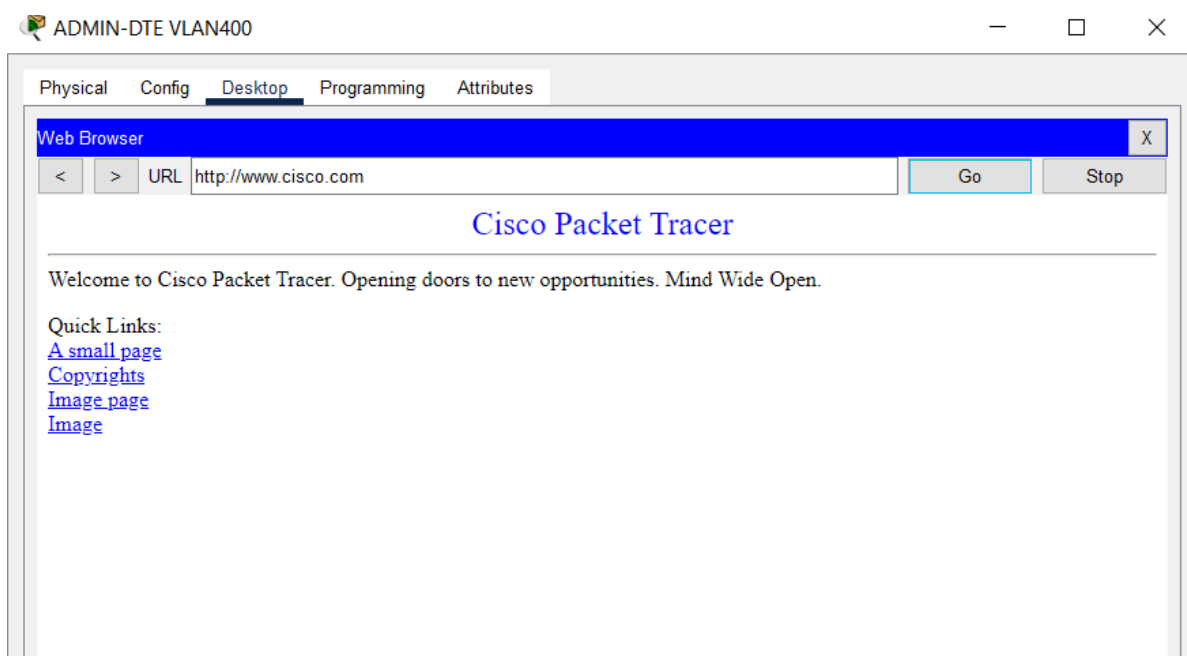 ADMIN-DTE VLAN400
Physical Config Desktop Programming Attributes
Web Browser X
< > URL http://www.cisco.com Go Stop
Cisco Packet Tracer
Welcome to Cisco Packet Tracer. Opening doors to new opportunities. Mind Wide Open.
Quick Links:
A small page
Copyrights
Image page
Image